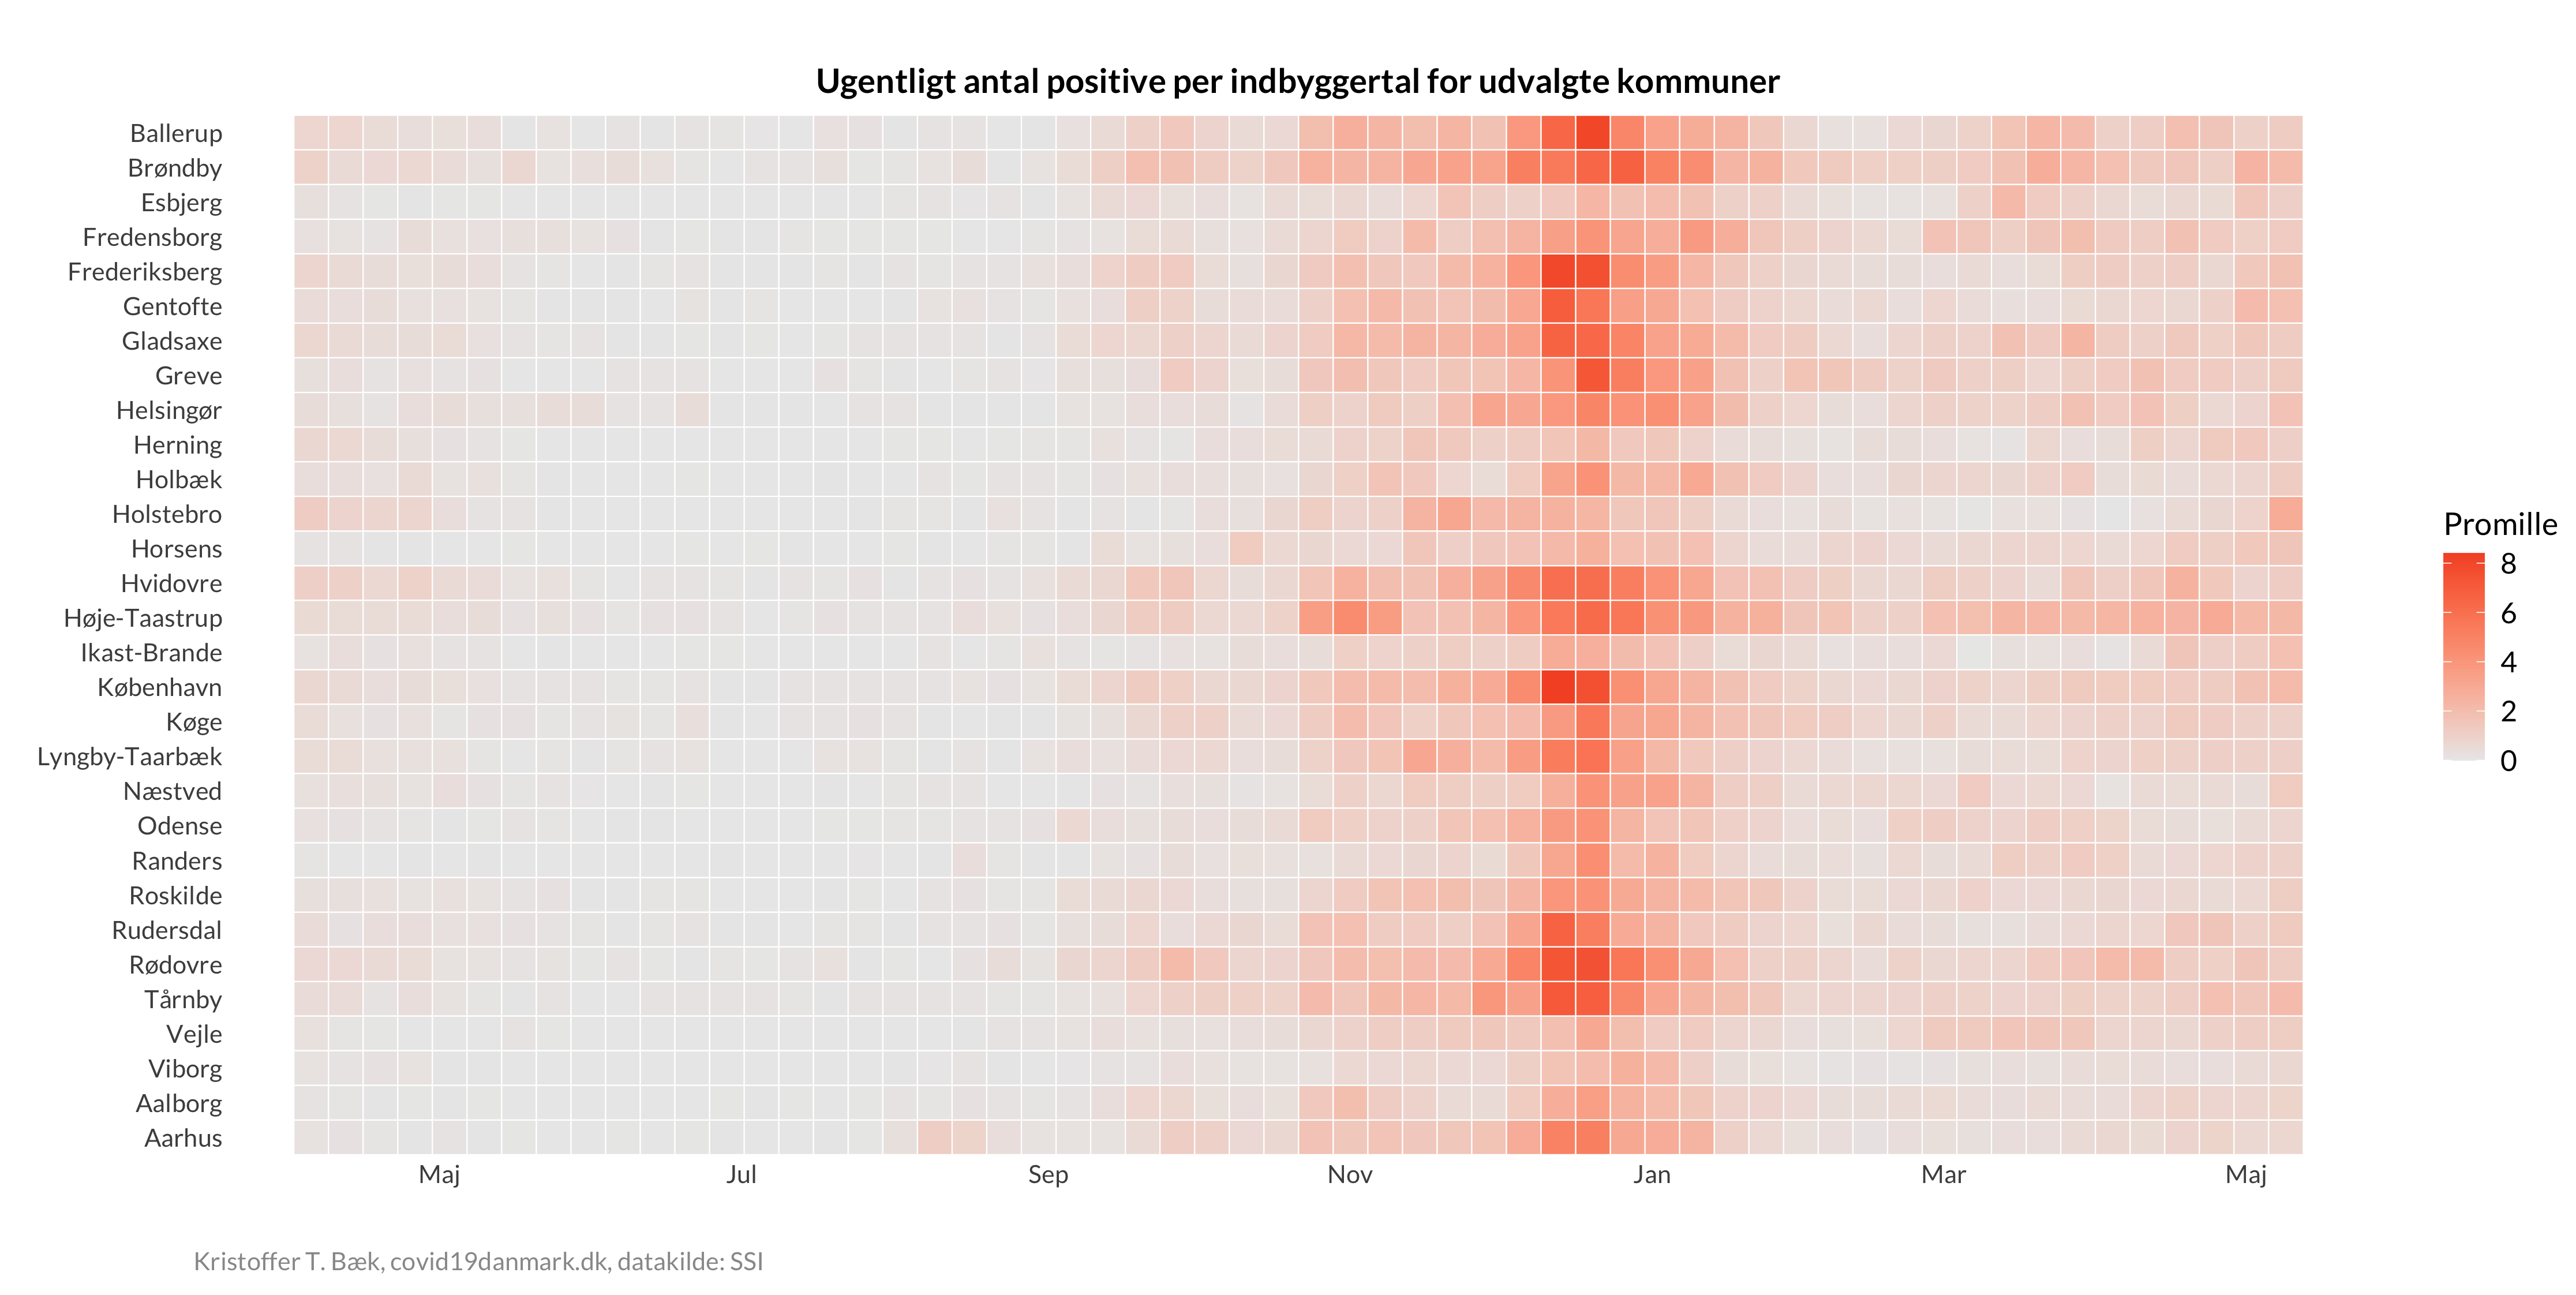 Ugentligt antal positive per indbyggertal for udvalgte kommuner
Ballerup
Brøndby
Esbjerg
Fredensborg
Frederiksberg
Gentofte
Gladsaxe
Greve
Helsingør
Herning
Holbæk
Holstebro
Horsens
Hvidovre
Høje-Taastrup
Ikast-Brande
København
Køge
Lyngby-Taarbæk
Næstved
Odense
Randers
Roskilde
Rudersdal
Rødovre
Tårnby
Vejle
Viborg
Aalborg
Aarhus
Maj Jul Sep Nov Jan Mar Maj
Promille
8
6
4
2
0
Kristoffer T. Bæk, covid19danmark.dk, datakilde: SSI